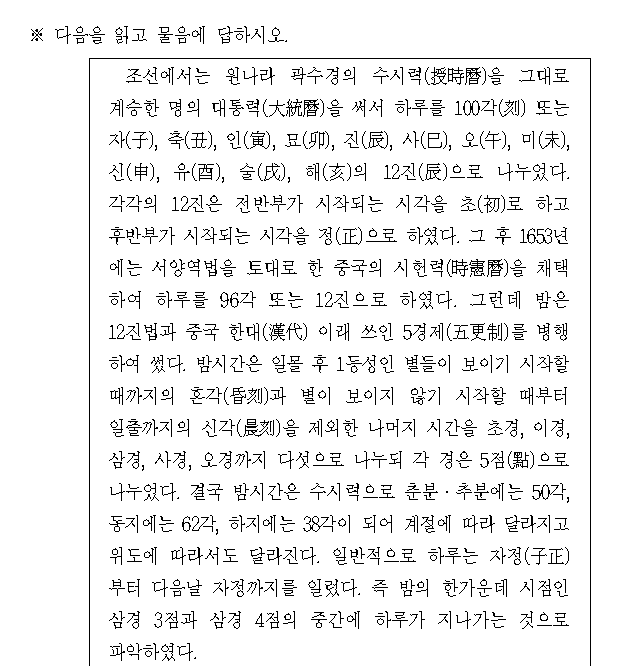 ※ 다음을 읽고 물음에 답하시오.
조선에서는 원나라 곽수경의 수시력(授時曆)을 그대로
계승한 명의 대통력(大統曆)을 써서 하루를 100각(刻) 또는
자(子), 축(丑), 인(寅), 묘(卯), 진(辰), 사(巳), 오(午), 미(未),
신(申), 유(酉), 술(戌), 해(亥)의 12진(辰)으로 나누었다.
각각의 12진은 전반부가 시작되는 시각을 초(初)로 하고
후반부가 시작되는 시각을 정(正)으로 하였다. 그 후 1653년
에는 서양역법을 토대로 한 중국의 시헌력(時憲曆)을 채택
하여 하루를 96각 또는 12진으로 하였다. 그런데 밤은
12진법과 중국 한대(漢代) 이래 쓰인 5경제(五更制)를 병행
하여 썼다. 밤시간은 일몰 후 1등성인 별들이 보이기 시작할
때까지의 혼각(昏刻)과 별이 보이지 않기 시작할 때부터
일출까지의 신각(晨刻)을 제외한 나머지 시간을 초경, 이경,
삼경, 사경, 오경까지 다섯으로 나누되 각 경은 5점(點)으로
나누었다. 결국 밤시간은 수시력으로 춘분·추분에는 50각,
동지에는 62각, 하지에는 38각이 되어 계절에 따라 달라지고
위도에 따라서도 달라진다. 일반적으로 하루는 자정(子正)
부터 다음날 자정까지를 일렀다. 즉 밤의 한가운데 시점인
삼경 3점과 삼경 4점의 중간에 하루가 지나가는 것으로
파악하였다.